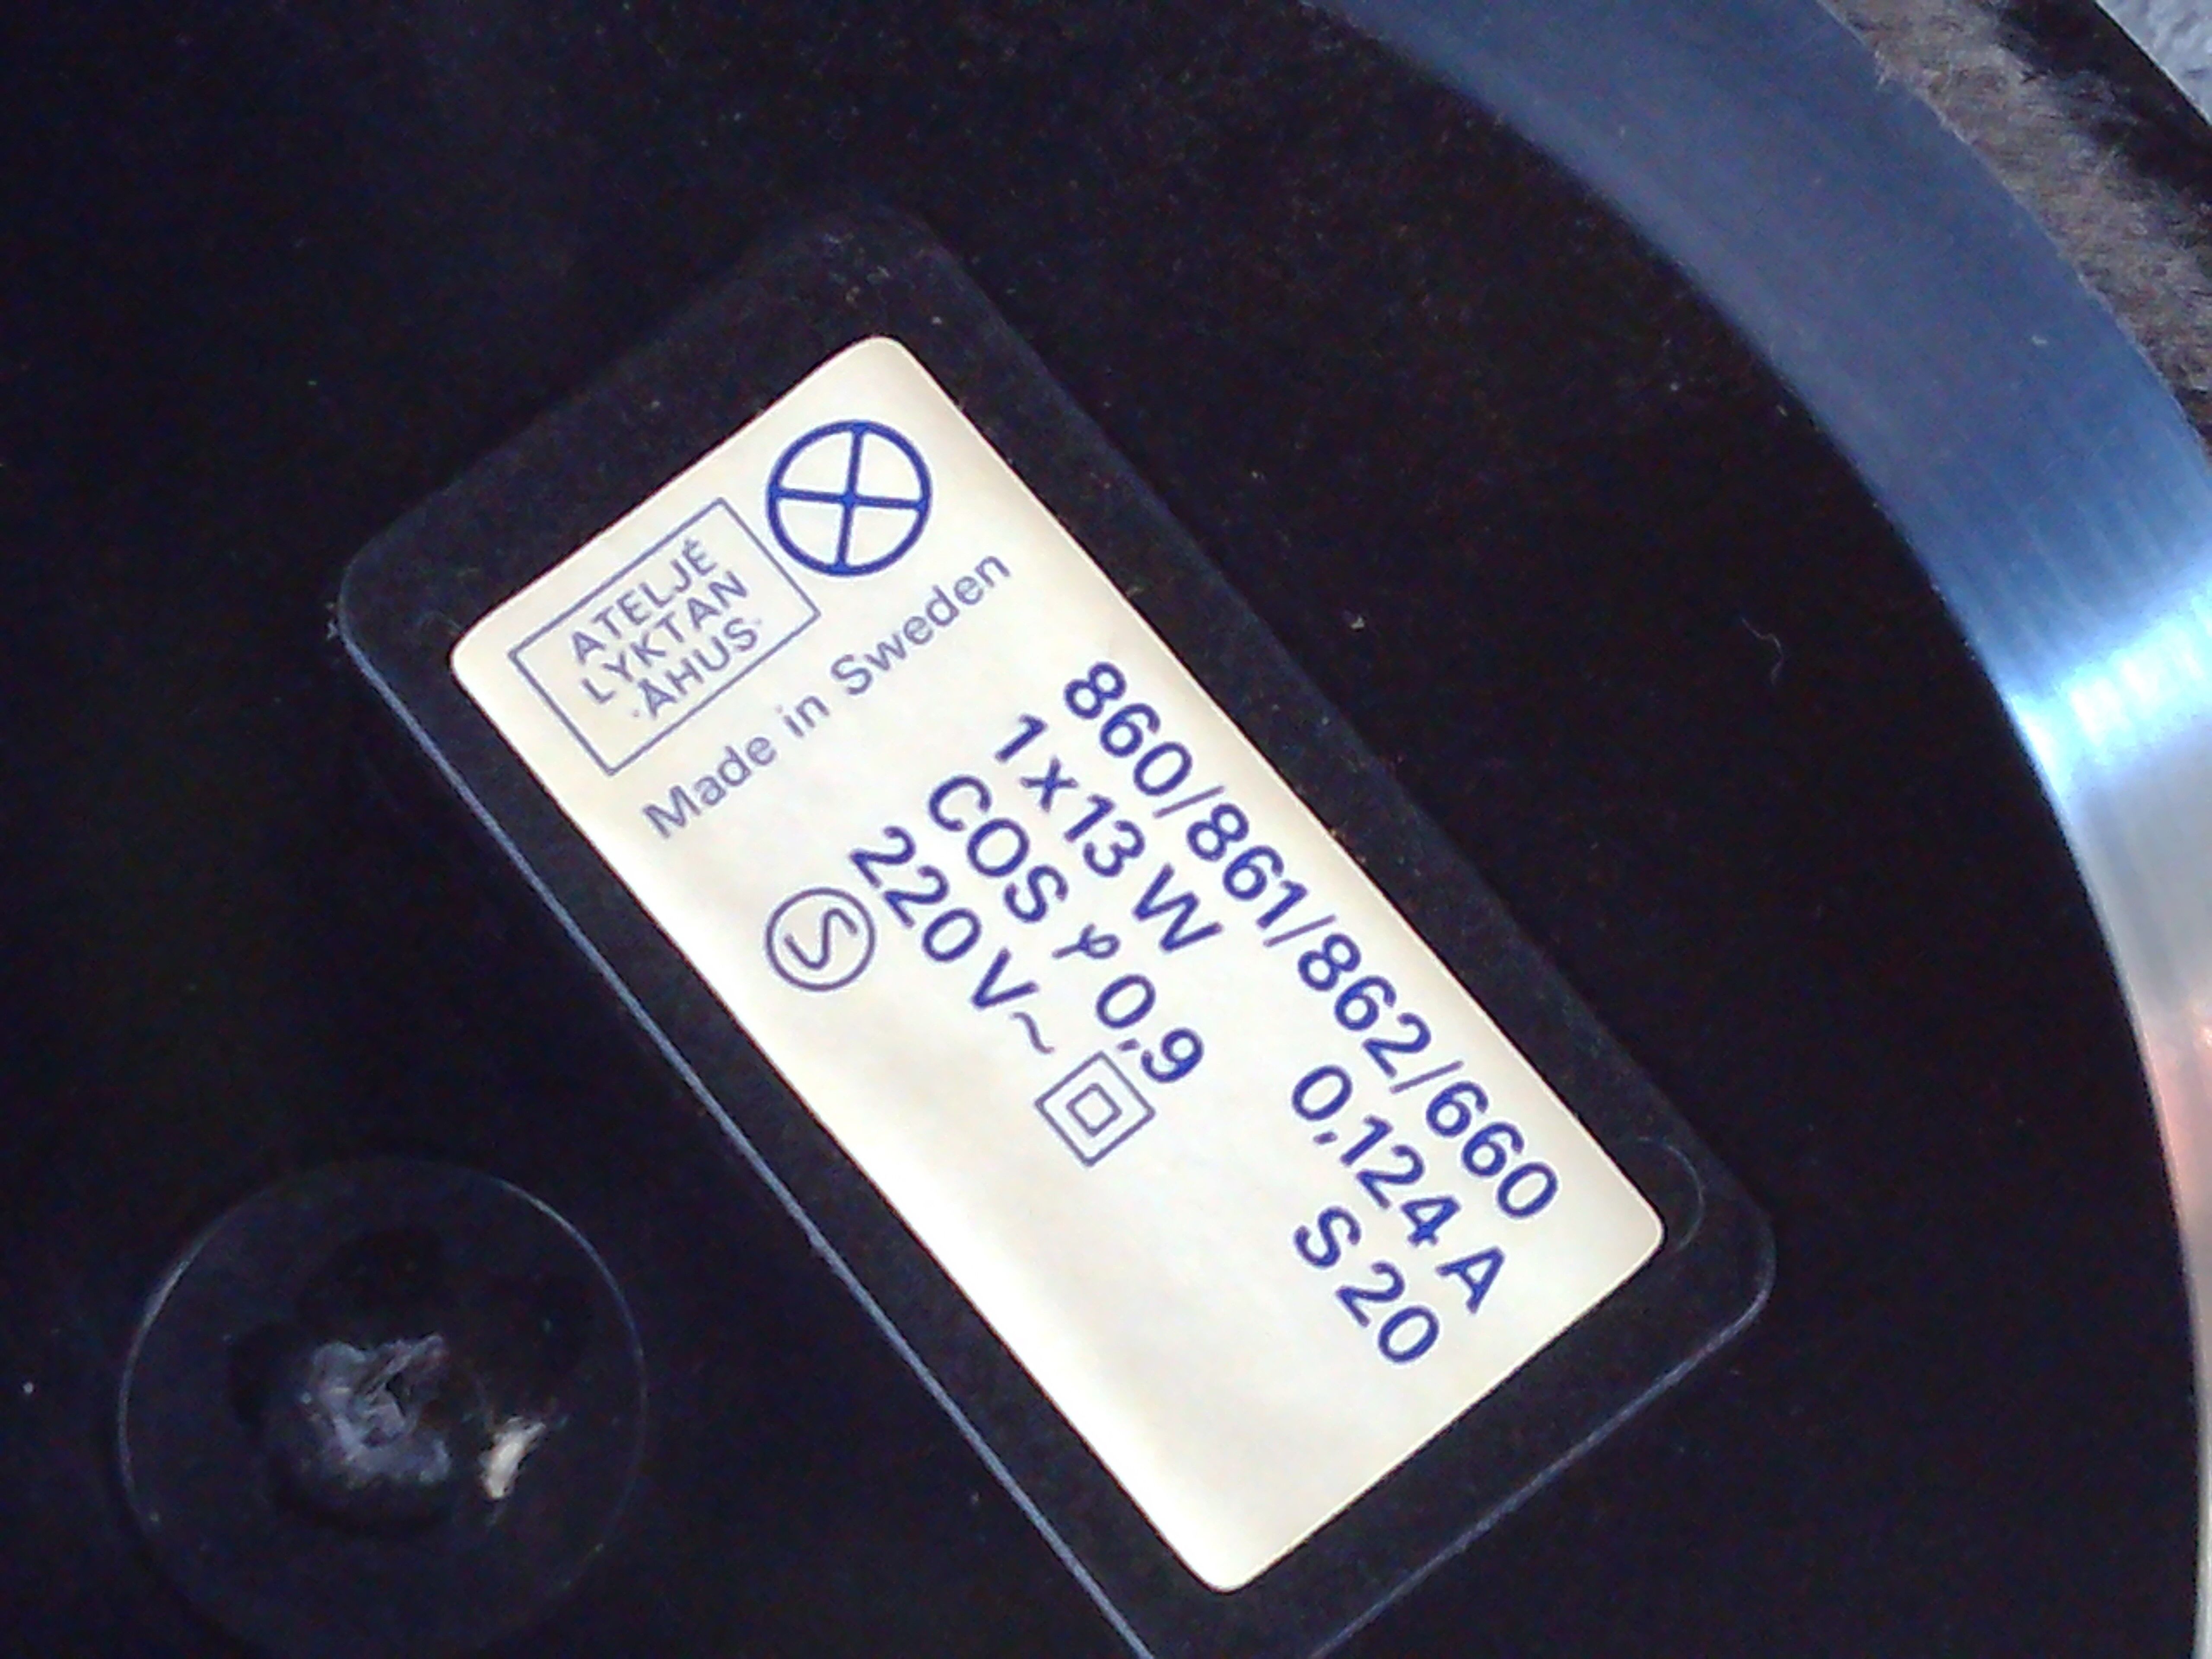 ATELJÉ
LYKTAN
·ÅHUS·
Made in Sweden
860/861/862/660
1x13 W 0,124 A
COS φ 0,9 S 20
220 V~
S